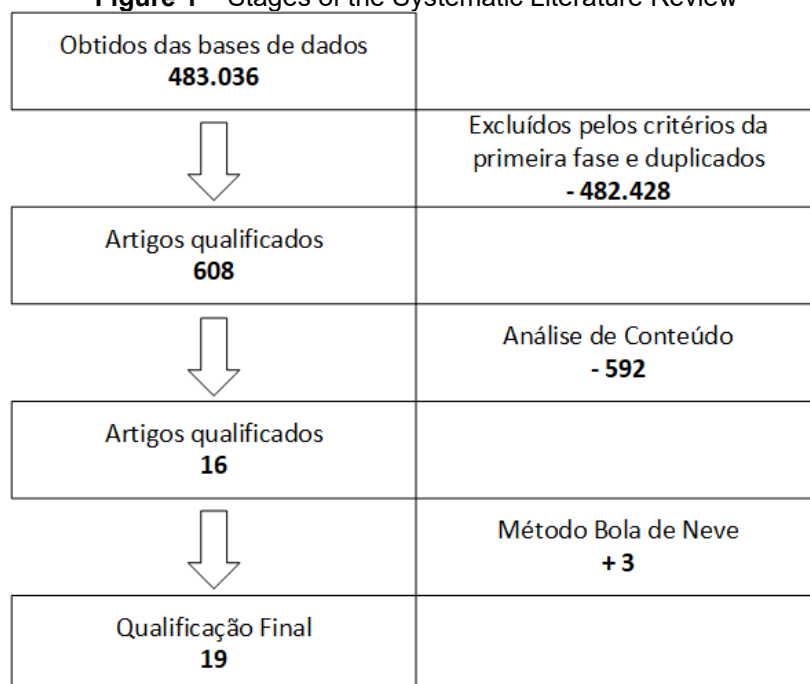 Figure 1 – Stages of the Systematic Literature Review
Obtidos das bases de dados
483.036
Excluídos pelos critérios da
primeira fase e duplicados
- 482.428
Artigos qualificados
608
Análise de Conteúdo
- 592
Artigos qualificados
16
Método Bola de Neve
+ 3
Qualificação Final
19